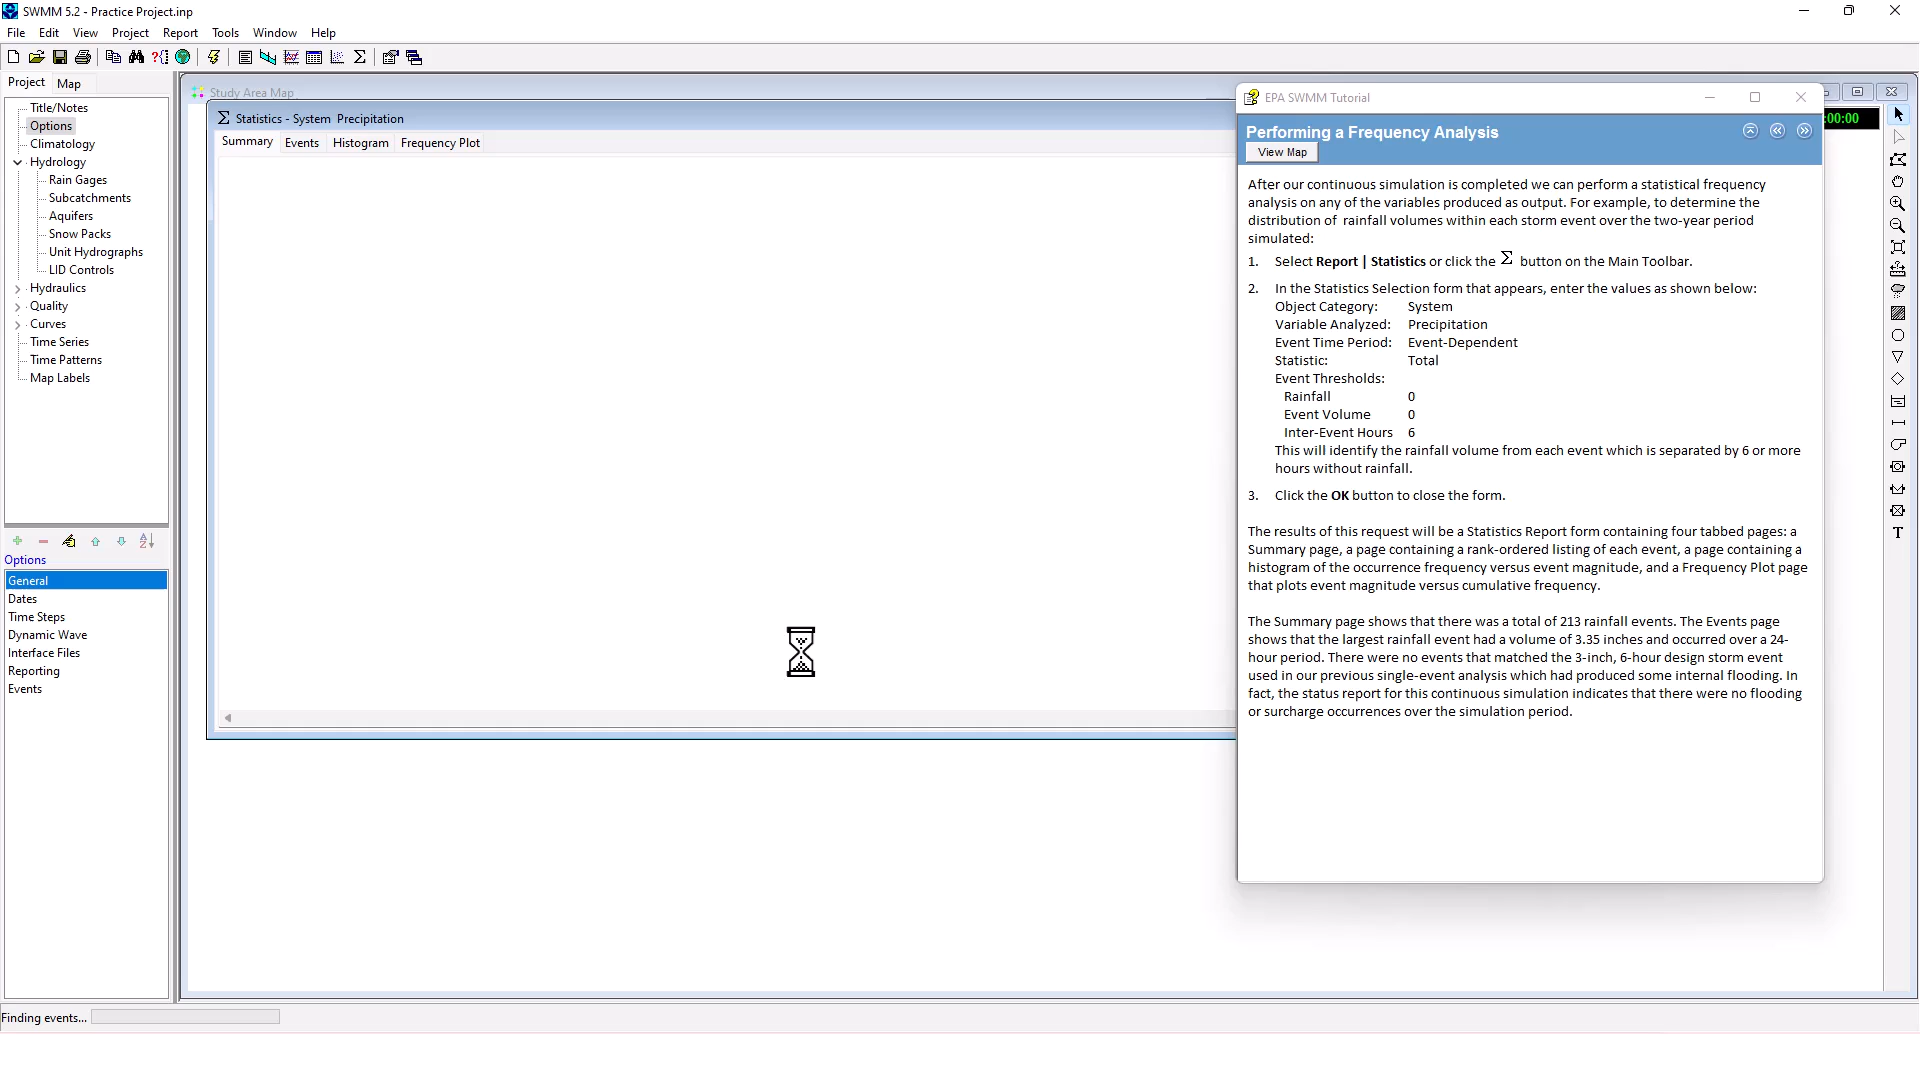 SWMM 5.2 - Practice Project.inp
File Edit View Project Report Tools Window Help
Project Map
Title/Notes
Options
Climatology
Hydrology
Rain Gages
Subcatchments
Aquifers
Snow Packs
Unit Hydrographs
LID Controls
Hydraulics
Quality
Curves
Time Series
Time Patterns
Map Labels
Options
General
Dates
Time Steps
Dynamic Wave
Interface Files
Reporting
Events
Finding events...
Study Area Map
Statistics - System Precipitation
Summary Events Histogram Frequency Plot
EPA SWMM Tutorial
:00:00
Performing a Frequency Analysis
View Map
After our continuous simulation is completed we can perform a statistical frequency
analysis on any of the variables produced as output. For example, to determine the
distribution of rainfall volumes within each storm event over the two-year period
simulated:
1. Select Report | Statistics or click the Σ button on the Main Toolbar.
2. In the Statistics Selection form that appears, enter the values as shown below:
Object Category: System
Variable Analyzed: Precipitation
Event Time Period: Event-Dependent
Statistic: Total
Event Thresholds:
Rainfall 0
Event Volume 0
Inter-Event Hours 6
This will identify the rainfall volume from each event which is separated by 6 or more
hours without rainfall.
3. Click the OK button to close the form.
The results of this request will be a Statistics Report form containing four tabbed pages: a
Summary page, a page containing a rank-ordered listing of each event, a page containing a
histogram of the occurrence frequency versus event magnitude, and a Frequency Plot page
that plots event magnitude versus cumulative frequency.
The Summary page shows that there was a total of 213 rainfall events. The Events page
shows that the largest rainfall event had a volume of 3.35 inches and occurred over a 24-
hour period. There were no events that matched the 3-inch, 6-hour design storm event
used in our previous single-event analysis which had produced some internal flooding. In
fact, the status report for this continuous simulation indicates that there were no flooding
or surcharge occurrences over the simulation period.